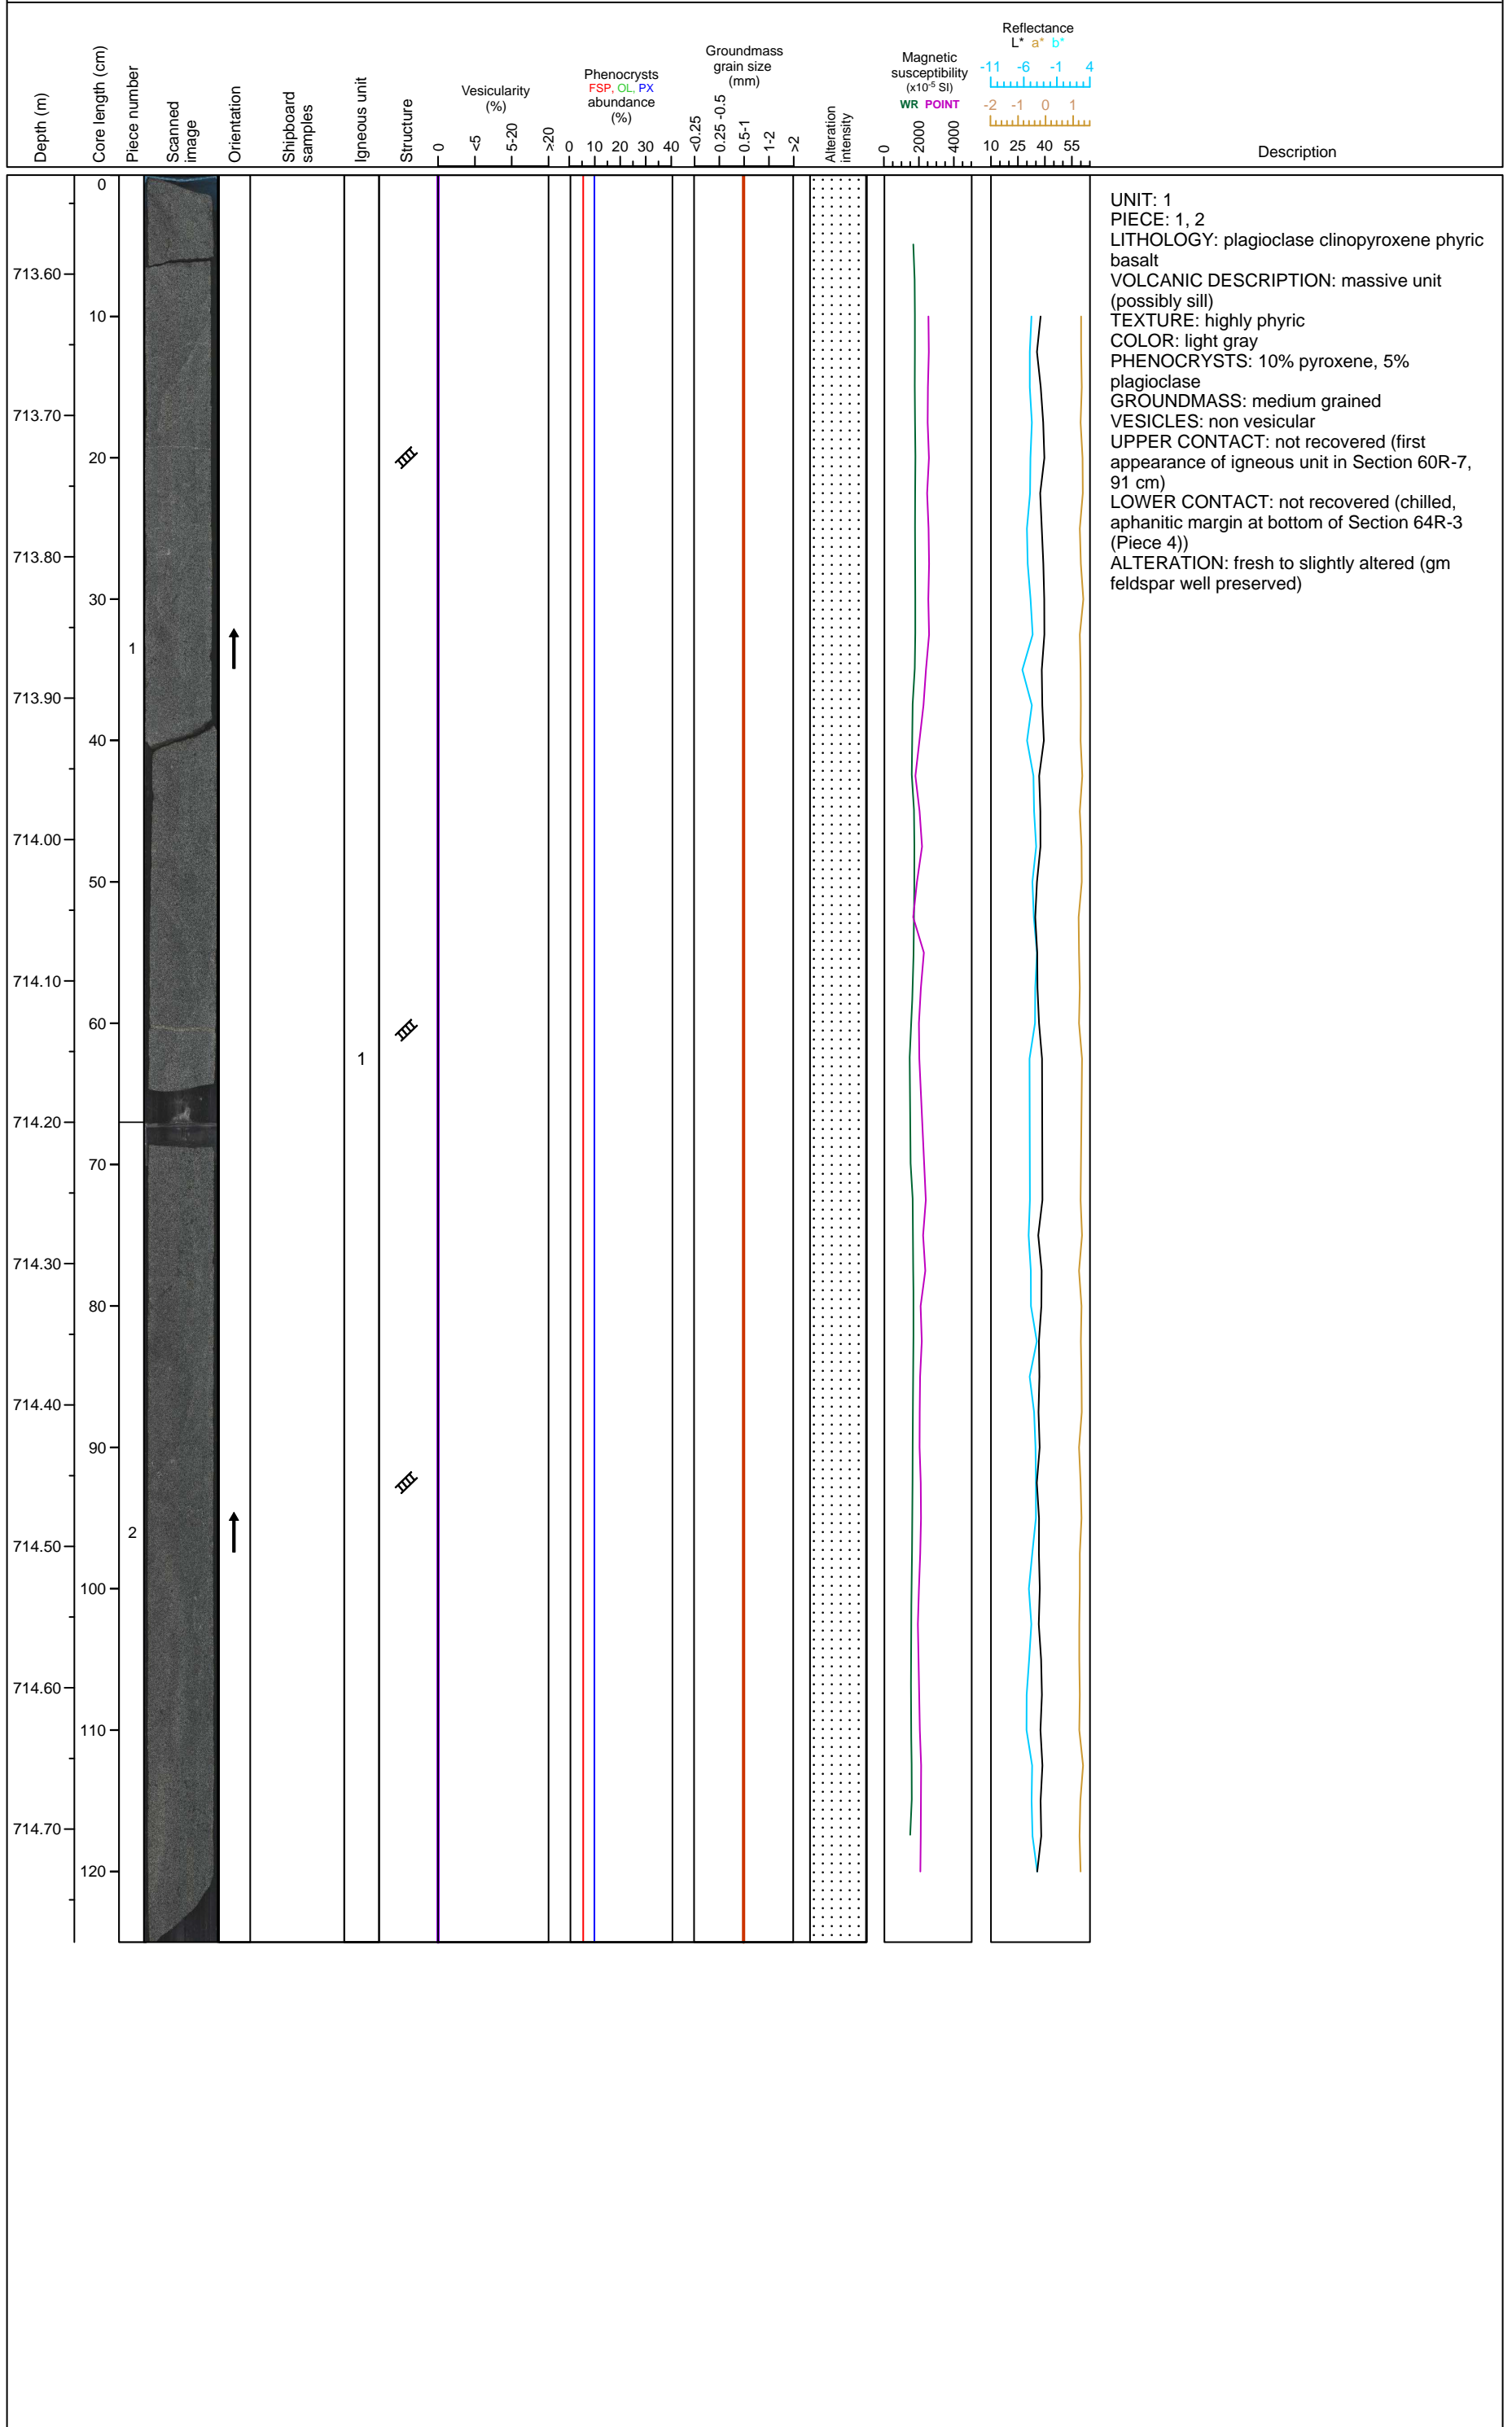 Depth (m)
Core length (cm)
Piece number
Scanned
image
Orientation
Shipboard
samples
Igneous unit
Structure
Vesicularity
(%)
0 <5 5-20 >20
Phenocrysts
FSP, OL, PX
abundance
(%)
0 10 20 30 40
Groundmass
grain size
(mm)
<0.25 0.25 -0.5 0.5-1 1-2 >2
Alteration
intensity
Magnetic
susceptibility
(x10⁻⁵ SI)
WR POINT
0 2000 4000
Reflectance
L* a* b*
-11 -6 -1 4
-2 -1 0 1
10 25 40 55
Description
0
713.60
10
713.70
20
713.80
30
1
713.90
40
714.00
50
714.10
60
1
714.20
70
714.30
80
714.40
90
2
714.50
100
714.60
110
714.70
120
UNIT: 1
PIECE: 1, 2
LITHOLOGY: plagioclase clinopyroxene phyric
basalt
VOLCANIC DESCRIPTION: massive unit
(possibly sill)
TEXTURE: highly phyric
COLOR: light gray
PHENOCRYSTS: 10% pyroxene, 5%
plagioclase
GROUNDMASS: medium grained
VESICLES: non vesicular
UPPER CONTACT: not recovered (first
appearance of igneous unit in Section 60R-7,
91 cm)
LOWER CONTACT: not recovered (chilled,
aphanitic margin at bottom of Section 64R-3
(Piece 4))
ALTERATION: fresh to slightly altered (gm
feldspar well preserved)